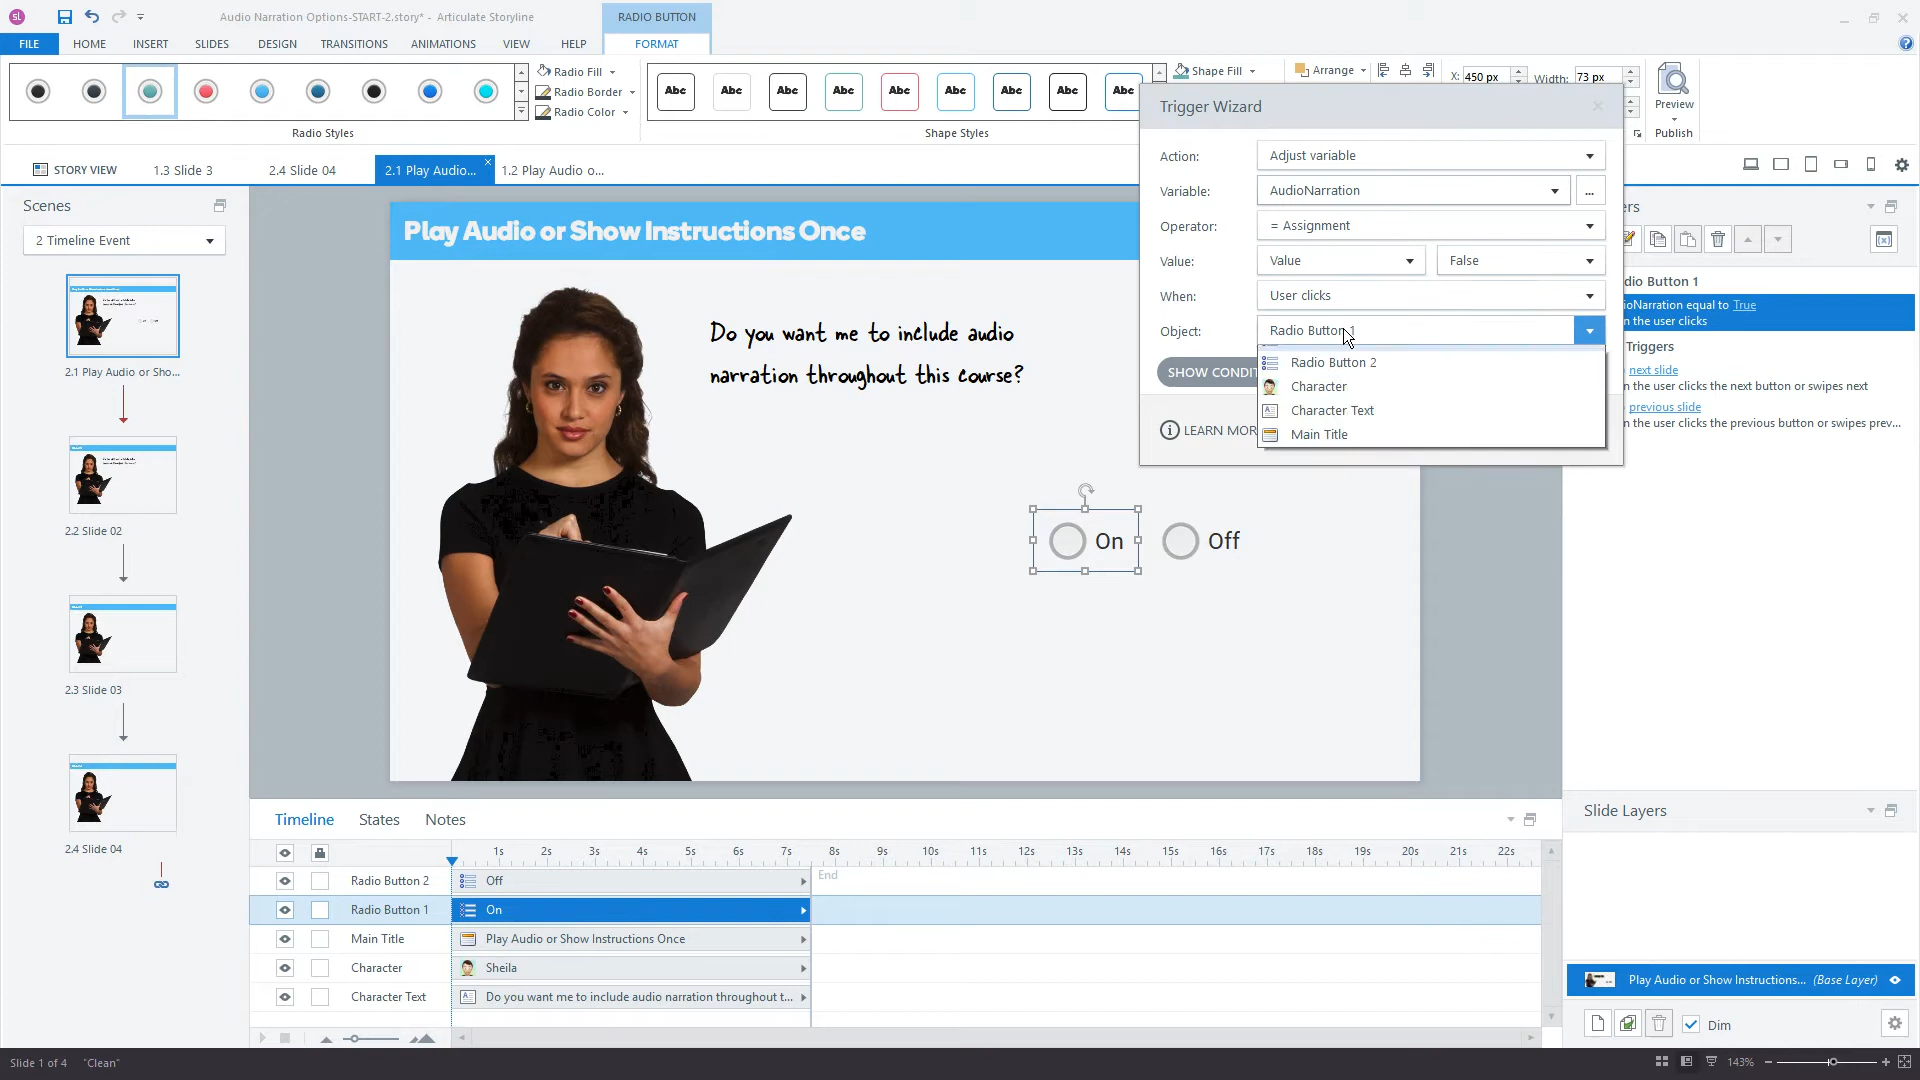 sl
Audio Narration Options-START-2.story* - Articulate Storyline
RADIO BUTTON
FILE
HOME
INSERT
SLIDES
DESIGN
TRANSITIONS
ANIMATIONS
VIEW
HELP
FORMAT
Radio Fill
Radio Border
Radio Color
Radio Styles
Abc
Abc
Abc
Abc
Abc
Abc
Abc
Abc
Abc
Shape Styles
Shape Fill
Arrange
X: 450 px
Width: 73 px
Preview
Publish
STORY VIEW
1.3 Slide 3
2.4 Slide 04
2.1 Play Audio...
1.2 Play Audio o...
Trigger Wizard
Action: Adjust variable
Variable: AudioNarration ...
Operator: = Assignment
Value: Value False
When: User clicks
Object: Radio Button 1
Radio Button 2
Character
Character Text
Main Title
SHOW CONDIT
LEARN MOR
Scenes
2 Timeline Event
2.1 Play Audio or Sho...
2.2 Slide 02
2.3 Slide 03
2.4 Slide 04
Play Audio or Show Instructions Once
Do you want me to include audio
narration throughout this course?
On
Off
ers
dio Button 1
ioNarration equal to True
n the user clicks
Triggers
next slide
n the user clicks the next button or swipes next
previous slide
n the user clicks the previous button or swipes prev...
Timeline
States
Notes
1s 2s 3s 4s 5s 6s 7s 8s 9s 10s 11s 12s 13s 14s 15s 16s 17s 18s 19s 20s 21s 22s
End
Radio Button 2 Off
Radio Button 1 On
Main Title Play Audio or Show Instructions Once
Character Sheila
Character Text Do you want me to include audio narration throughout t...
Slide Layers
Play Audio or Show Instructions... (Base Layer)
Dim
Slide 1 of 4 "Clean"
143%